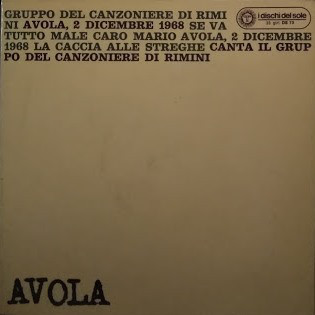 GRUPPO DEL CANZONIERE DI RIMI
NI AVOLA, 2 DICEMBRE 1968 SE VA
TUTTO MALE CARO MARIO AVOLA, 2 DICEMBRE
1968 LA CACCIA ALLE STREGHE CANTA IL GRUP
PO DEL CANZONIERE DI RIMINI
i dischi del sole
AVOLA